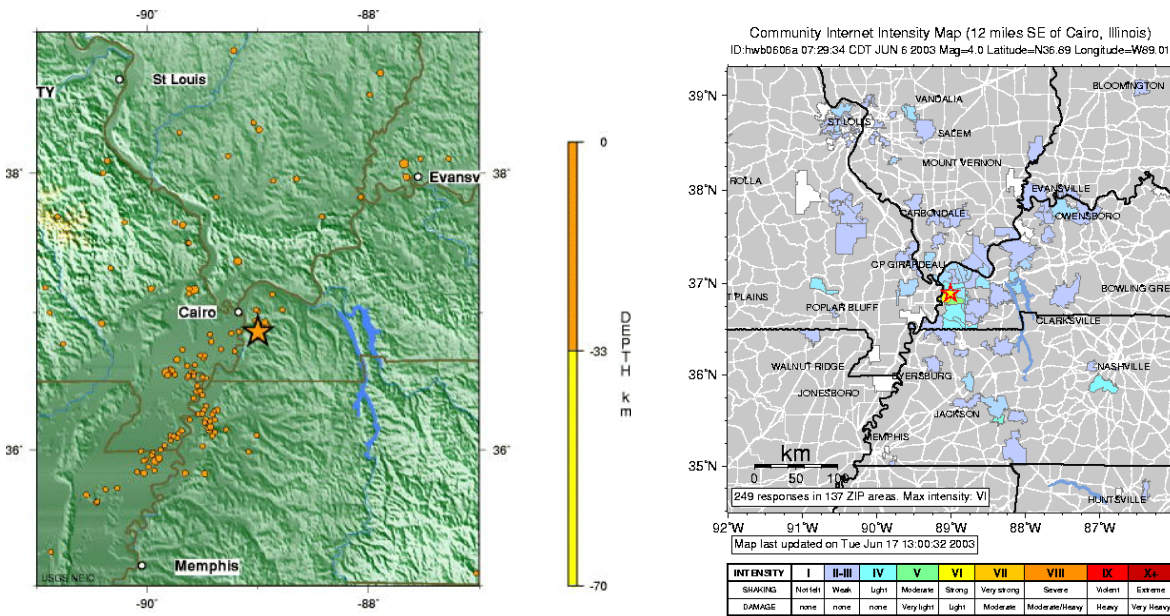 -90 -88
St Louis
TY
38° 38°
Evansv
Cairo
36° 36°
Memphis
USGS NEIC
-90 -88
0
-33
-70
DEPTH km
Community Internet Intensity Map (12 miles SE of Cairo, Illinois)
ID:hwb0606a 07:29:34 CDT JUN 6 2003 Mag=4.0 Latitude=N36.89 Longitude=W89.01
39°N
BLOOMINGTON
VANDALIA
ST LOUIS
SALEM
MOUNT VERNON
38°N
ROLLA
EVANSVILLE
CARBONDALE
OWENSBORO
CP GIRARDEAU
37°N
T PLAINS
BOWLING GRE
POPLAR BLUFF
CLARKSVILLE
36°N
WALNUT RIDGE
NASHVILLE
DYERSBURG
JONESBORO
JACKSON
MEMPHIS
km
35°N
0 100
249 responses in 137 ZIP areas. Max intensity: VI
HUNTSVILLE
92°W 91°W 90°W 89°W 88°W 87°W
Map last updated on Tue Jun 17 13:00:32 2003
INTENSITY I II-III IV V VI VII VIII IX X+
SHAKING Not felt Weak Light Moderate Strong Very strong Severe Violent Extreme
DAMAGE none none none Very light Light Moderate Moderate/Heavy Heavy Very Heavy